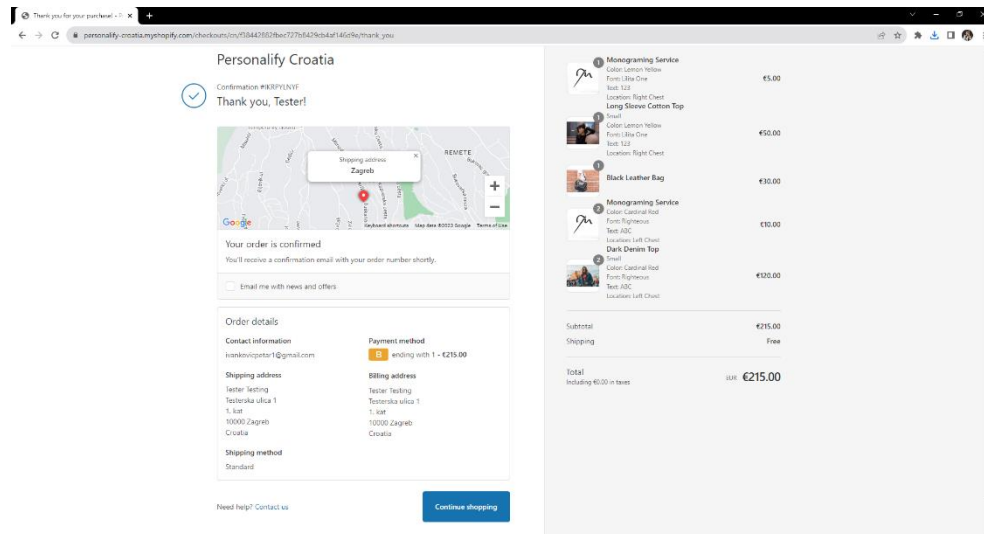 Thank you for your purchase! - P
personalify-croatia.myshopify.com/checkouts/cn/
/thank_you
Personalify Croatia
Confirmation #IKRPYLNYF
Thank you, Tester!
REMETE
Shipping address
Zagreb
Google
Keyboard shortcuts Map data ©2023 Google Terms of Use
Your order is confirmed
You'll receive a confirmation email with your order number shortly.
Email me with news and offers
Order details
Contact information
ivankovicpetar1@gmail.com
Payment method
B ending with 1 - €215.00
Shipping address
Tester Testing
Testerska ulica 1
1. kat
10000 Zagreb
Croatia
Billing address
Tester Testing
Testerska ulica 1
1. kat
10000 Zagreb
Croatia
Shipping method
Standard
Need help? Contact us
Continue shopping
1
Monograming Service
Color: Lemon Yellow
Font: Lilita One
Text: 123
Location: Right Chest
€5.00
1
Long Sleeve Cotton Top
Small
Color: Lemon Yellow
Font: Lilita One
Text: 123
Location: Right Chest
€50.00
1
Black Leather Bag
€30.00
2
Monograming Service
Color: Cardinal Red
Font: Righteous
Text: ABC
Location: Left Chest
€10.00
2
Dark Denim Top
Small
Color: Cardinal Red
Font: Righteous
Text: ABC
Location: Left Chest
€120.00
Subtotal €215.00
Shipping Free
Total
Including €0.00 in taxes
EUR €215.00